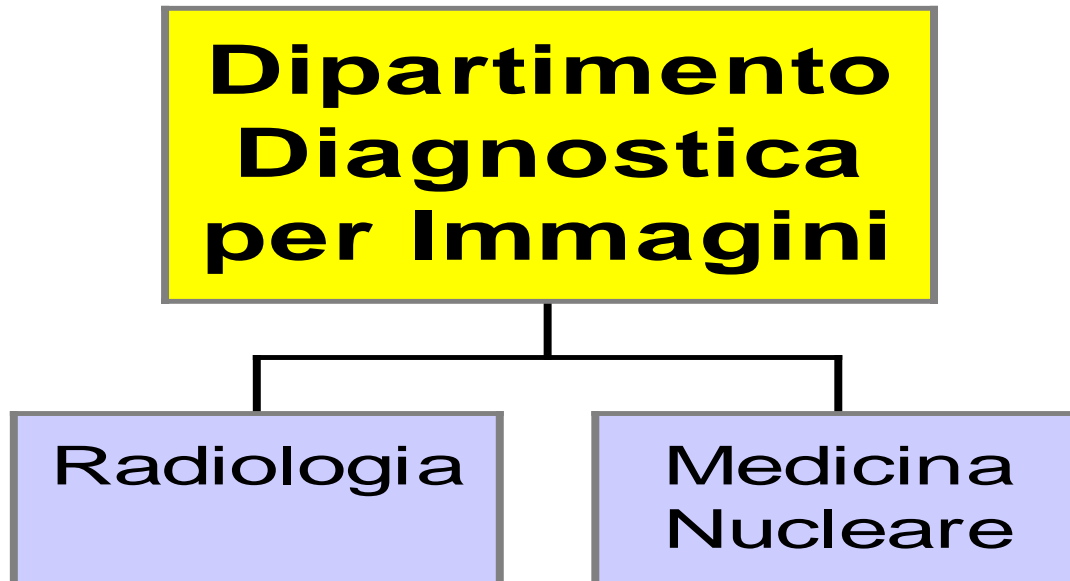 Dipartimento
Diagnostica
per Immagini
Radiologia
Medicina
Nucleare